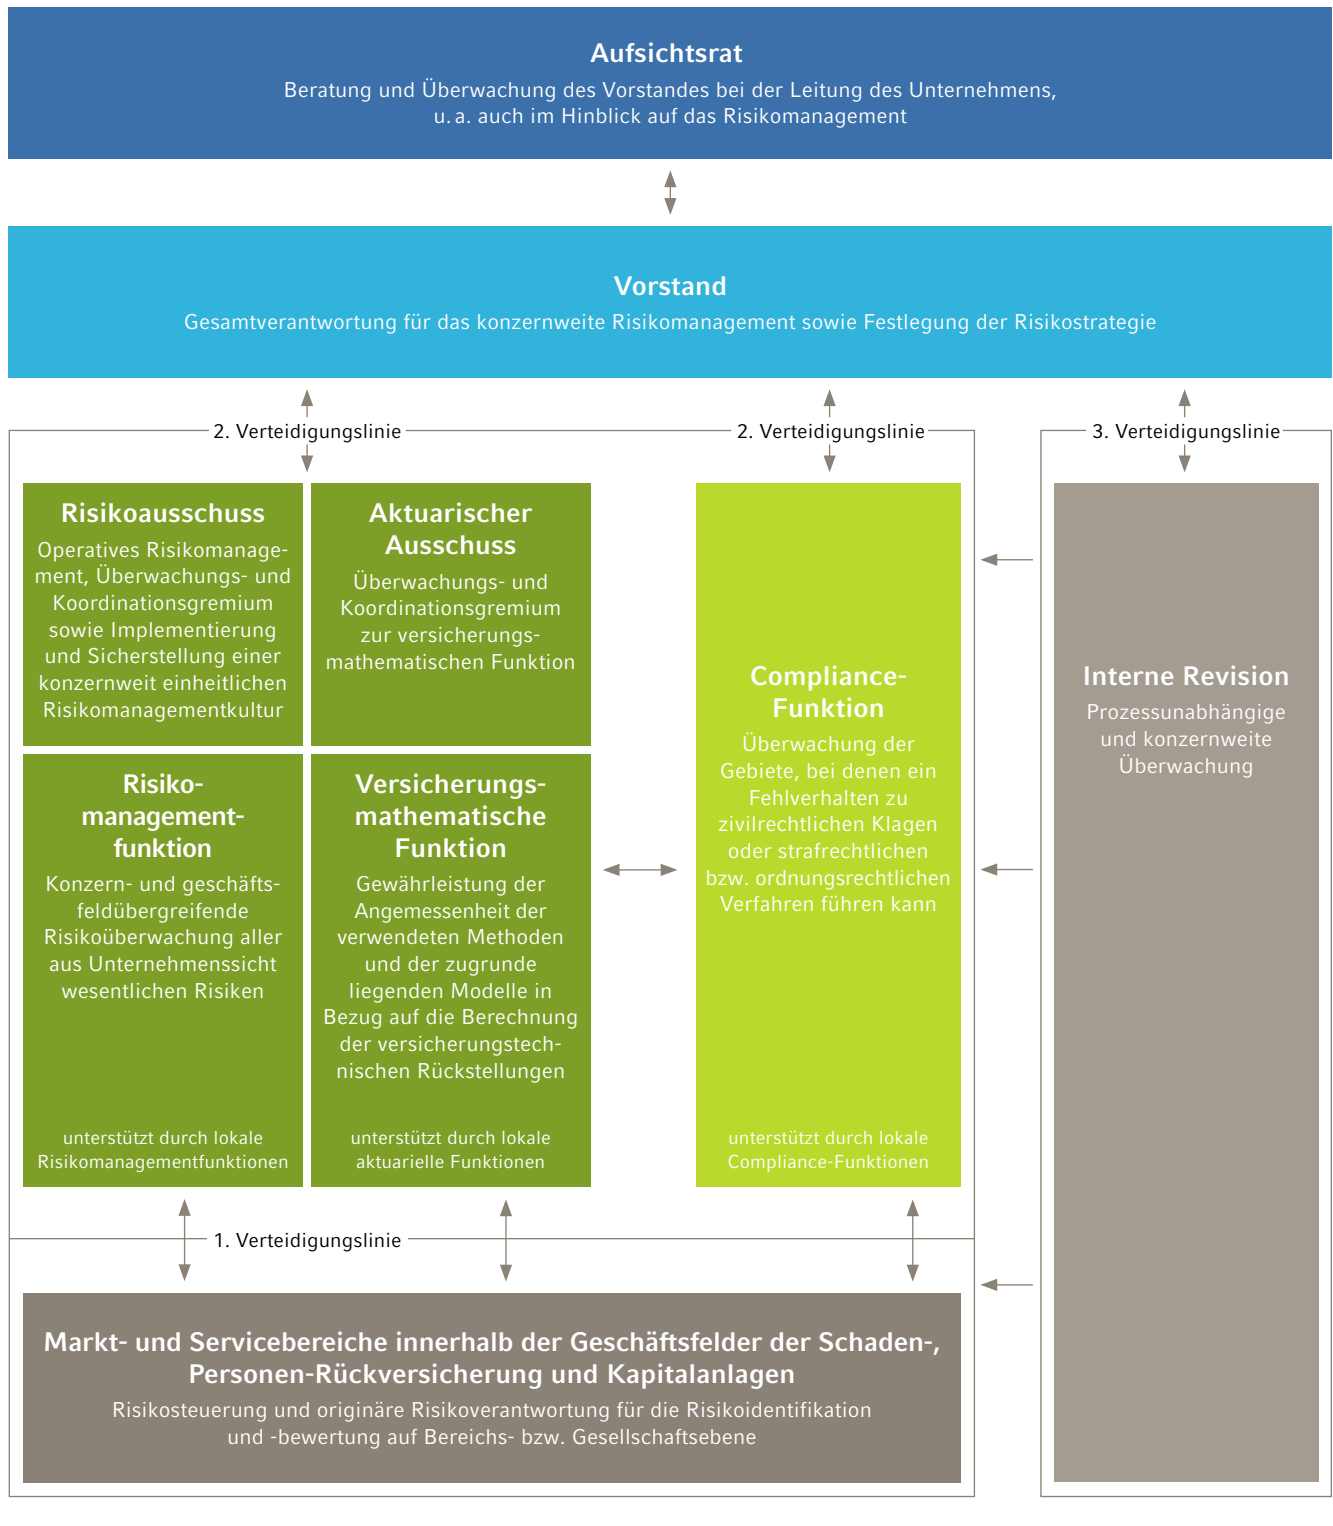 Aufsichtsrat
Beratung und Überwachung des Vorstandes bei der Leitung des Unternehmens,
u. a. auch im Hinblick auf das Risikomanagement
Vorstand
Gesamtverantwortung für das konzernweite Risikomanagement sowie Festlegung der Risikostrategie
2. Verteidigungslinie
2. Verteidigungslinie
3. Verteidigungslinie
Risikoausschuss
Operatives Risikomanage-
ment, Überwachungs- und
Koordinationsgremium
sowie Implementierung
und Sicherstellung einer
konzernweit einheitlichen
Risikomanagementkultur
Aktuarischer
Ausschuss
Überwachungs- und
Koordinationsgremium
zur versicherungs-
mathematischen Funktion
Risiko-
management-
funktion
Konzern- und geschäfts-
feldübergreifende
Risikoüberwachung aller
aus Unternehmenssicht
wesentlichen Risiken
unterstützt durch lokale
Risikomanagementfunktionen
Versicherungs-
mathematische
Funktion
Gewährleistung der
Angemessenheit der
verwendeten Methoden
und der zugrunde
liegenden Modelle in
Bezug auf die Berechnung
der versicherungstech-
nischen Rückstellungen
unterstützt durch lokale
aktuarielle Funktionen
Compliance-
Funktion
Überwachung der
Gebiete, bei denen ein
Fehlverhalten zu
zivilrechtlichen Klagen
oder strafrechtlichen
bzw. ordnungsrechtlichen
Verfahren führen kann
unterstützt durch lokale
Compliance-Funktionen
Interne Revision
Prozessunabhängige
und konzernweite
Überwachung
1. Verteidigungslinie
Markt- und Servicebereiche innerhalb der Geschäftsfelder der Schaden-,
Personen-Rückversicherung und Kapitalanlagen
Risikosteuerung und originäre Risikoverantwortung für die Risikoidentifikation
und -bewertung auf Bereichs- bzw. Gesellschaftsebene